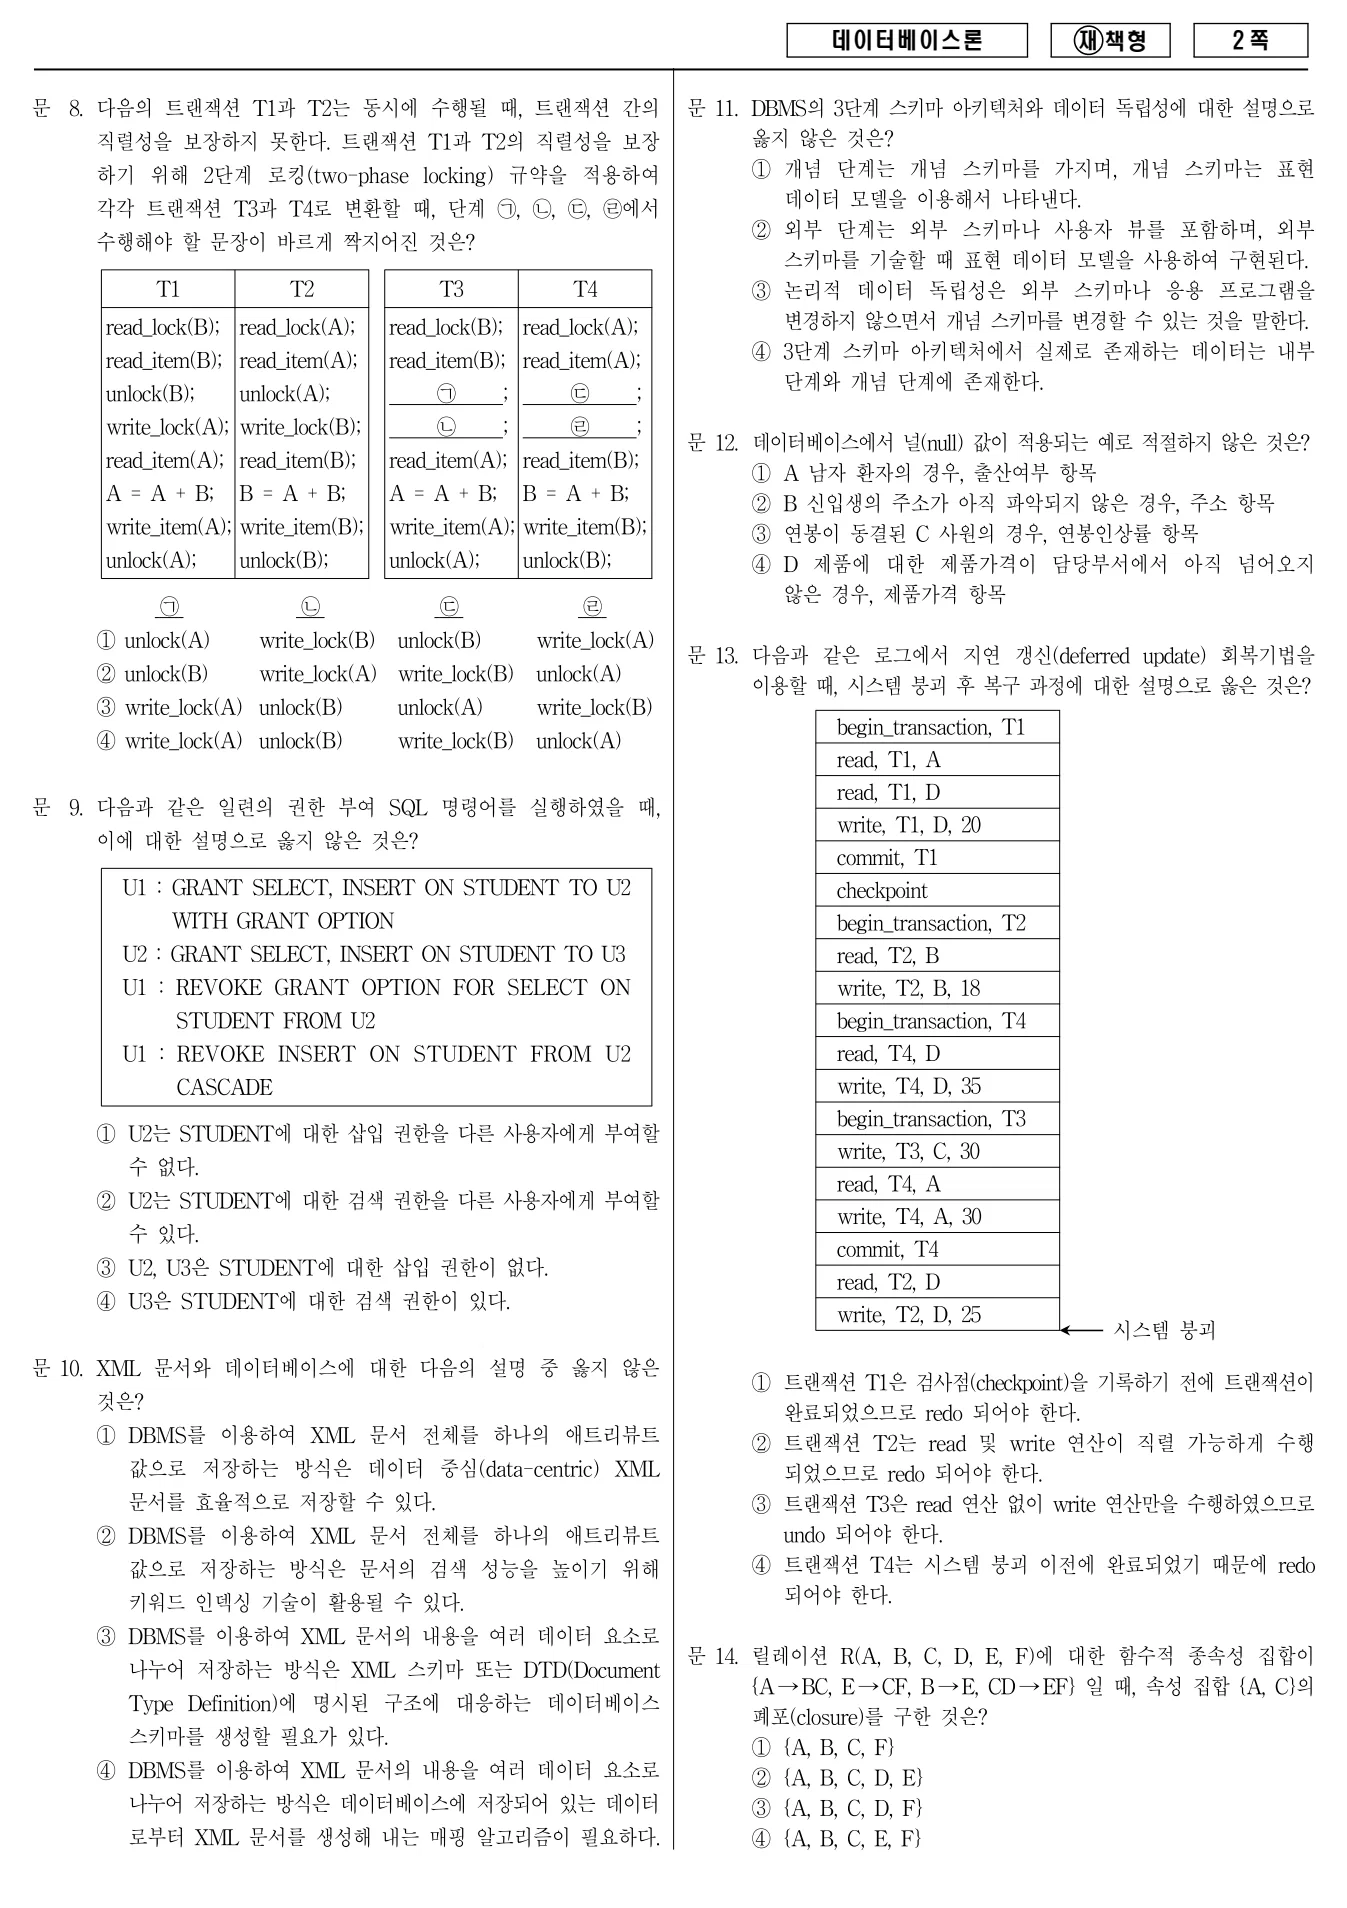 데이터베이스론
㉶책형
2쪽
문 8. 다음의 트랜잭션 T1과 T2는 동시에 수행될 때, 트랜잭션 간의
직렬성을 보장하지 못한다. 트랜잭션 T1과 T2의 직렬성을 보장
하기 위해 2단계 로킹(two-phase locking) 규약을 적용하여
각각 트랜잭션 T3과 T4로 변환할 때, 단계 ㉠, ㉡, ㉢, ㉣에서
수행해야 할 문장이 바르게 짝지어진 것은?
T1 T2 T3 T4
read_lock(B); read_lock(A); read_lock(B); read_lock(A);
read_item(B); read_item(A); read_item(B); read_item(A);
unlock(B); unlock(A); ㉠ ; ㉢ ;
write_lock(A); write_lock(B); ㉡ ; ㉣ ;
read_item(A); read_item(B); read_item(A); read_item(B);
A = A + B; B = A + B; A = A + B; B = A + B;
write_item(A); write_item(B); write_item(A); write_item(B);
unlock(A); unlock(B); unlock(A); unlock(B);
㉠ ㉡ ㉢ ㉣
① unlock(A) write_lock(B) unlock(B) write_lock(A)
② unlock(B) write_lock(A) write_lock(B) unlock(A)
③ write_lock(A) unlock(B) unlock(A) write_lock(B)
④ write_lock(A) unlock(B) write_lock(B) unlock(A)
문 9. 다음과 같은 일련의 권한 부여 SQL 명령어를 실행하였을 때,
이에 대한 설명으로 옳지 않은 것은?
U1 : GRANT SELECT, INSERT ON STUDENT TO U2
WITH GRANT OPTION
U2 : GRANT SELECT, INSERT ON STUDENT TO U3
U1 : REVOKE GRANT OPTION FOR SELECT ON
STUDENT FROM U2
U1 : REVOKE INSERT ON STUDENT FROM U2
CASCADE
① U2는 STUDENT에 대한 삽입 권한을 다른 사용자에게 부여할
수 없다.
② U2는 STUDENT에 대한 검색 권한을 다른 사용자에게 부여할
수 있다.
③ U2, U3은 STUDENT에 대한 삽입 권한이 없다.
④ U3은 STUDENT에 대한 검색 권한이 있다.
문 10. XML 문서와 데이터베이스에 대한 다음의 설명 중 옳지 않은
것은?
① DBMS를 이용하여 XML 문서 전체를 하나의 애트리뷰트
값으로 저장하는 방식은 데이터 중심(data-centric) XML
문서를 효율적으로 저장할 수 있다.
② DBMS를 이용하여 XML 문서 전체를 하나의 애트리뷰트
값으로 저장하는 방식은 문서의 검색 성능을 높이기 위해
키워드 인덱싱 기술이 활용될 수 있다.
③ DBMS를 이용하여 XML 문서의 내용을 여러 데이터 요소로
나누어 저장하는 방식은 XML 스키마 또는 DTD(Document
Type Definition)에 명시된 구조에 대응하는 데이터베이스
스키마를 생성할 필요가 있다.
④ DBMS를 이용하여 XML 문서의 내용을 여러 데이터 요소로
나누어 저장하는 방식은 데이터베이스에 저장되어 있는 데이터
로부터 XML 문서를 생성해 내는 매핑 알고리즘이 필요하다.
문 11. DBMS의 3단계 스키마 아키텍처와 데이터 독립성에 대한 설명으로
옳지 않은 것은?
① 개념 단계는 개념 스키마를 가지며, 개념 스키마는 표현
데이터 모델을 이용해서 나타낸다.
② 외부 단계는 외부 스키마나 사용자 뷰를 포함하며, 외부
스키마를 기술할 때 표현 데이터 모델을 사용하여 구현된다.
③ 논리적 데이터 독립성은 외부 스키마나 응용 프로그램을
변경하지 않으면서 개념 스키마를 변경할 수 있는 것을 말한다.
④ 3단계 스키마 아키텍처에서 실제로 존재하는 데이터는 내부
단계와 개념 단계에 존재한다.
문 12. 데이터베이스에서 널(null) 값이 적용되는 예로 적절하지 않은 것은?
① A 남자 환자의 경우, 출산여부 항목
② B 신입생의 주소가 아직 파악되지 않은 경우, 주소 항목
③ 연봉이 동결된 C 사원의 경우, 연봉인상률 항목
④ D 제품에 대한 제품가격이 담당부서에서 아직 넘어오지
않은 경우, 제품가격 항목
문 13. 다음과 같은 로그에서 지연 갱신(deferred update) 회복기법을
이용할 때, 시스템 붕괴 후 복구 과정에 대한 설명으로 옳은 것은?
begin_transaction, T1
read, T1, A
read, T1, D
write, T1, D, 20
commit, T1
checkpoint
begin_transaction, T2
read, T2, B
write, T2, B, 18
begin_transaction, T4
read, T4, D
write, T4, D, 35
begin_transaction, T3
write, T3, C, 30
read, T4, A
write, T4, A, 30
commit, T4
read, T2, D
write, T2, D, 25
시스템 붕괴
① 트랜잭션 T1은 검사점(checkpoint)을 기록하기 전에 트랜잭션이
완료되었으므로 redo 되어야 한다.
② 트랜잭션 T2는 read 및 write 연산이 직렬 가능하게 수행
되었으므로 redo 되어야 한다.
③ 트랜잭션 T3은 read 연산 없이 write 연산만을 수행하였으므로
undo 되어야 한다.
④ 트랜잭션 T4는 시스템 붕괴 이전에 완료되었기 때문에 redo
되어야 한다.
문 14. 릴레이션 R(A, B, C, D, E, F)에 대한 함수적 종속성 집합이
{A→BC, E→CF, B→E, CD→EF} 일 때, 속성 집합 {A, C}의
폐포(closure)를 구한 것은?
① {A, B, C, F}
② {A, B, C, D, E}
③ {A, B, C, D, F}
④ {A, B, C, E, F}